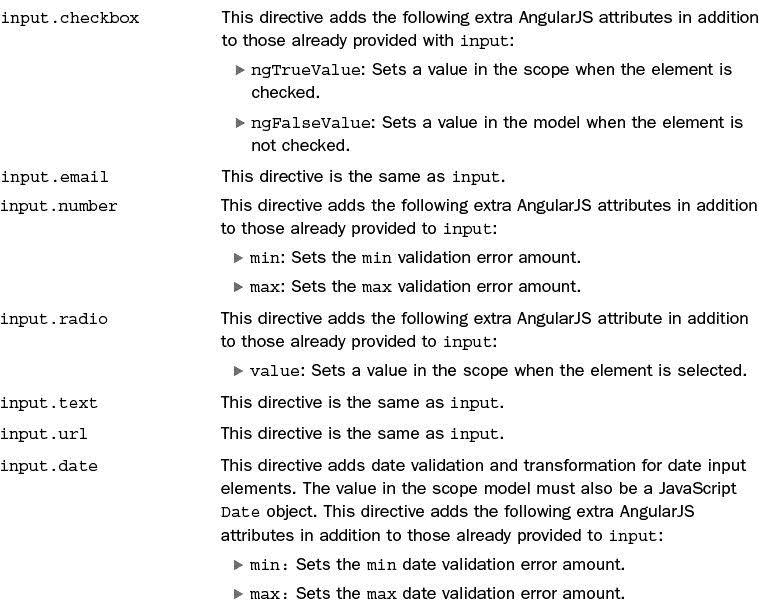 input.checkbox This directive adds the following extra AngularJS attributes in addition
to those already provided with input:
▶ ngTrueValue: Sets a value in the scope when the element is
checked.
▶ ngFalseValue: Sets a value in the model when the element is
not checked.
input.email This directive is the same as input.
input.number This directive adds the following extra AngularJS attributes in addition
to those already provided to input:
▶ min: Sets the min validation error amount.
▶ max: Sets the max validation error amount.
input.radio This directive adds the following extra AngularJS attribute in addition
to those already provided to input:
▶ value: Sets a value in the scope when the element is selected.
input.text This directive is the same as input.
input.url This directive is the same as input.
input.date This directive adds date validation and transformation for date input
elements. The value in the scope model must also be a JavaScript
Date object. This directive adds the following extra AngularJS
attributes in addition to those already provided to input:
▶ min: Sets the min date validation error amount.
▶ max: Sets the max date validation error amount.